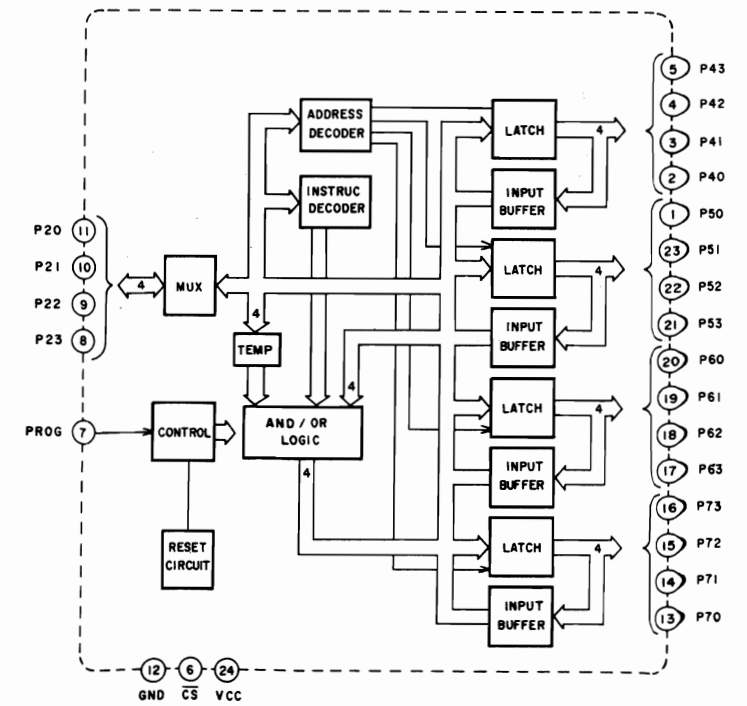 5 P43
4 P42
3 P41
2 P40
1 P50
23 P51
22 P52
21 P53
20 P60
19 P61
18 P62
17 P63
16 P73
15 P72
14 P71
13 P70
P20 11
P21 10
P22 9
P23 8
PROG 7
4
MUX
ADDRESS
DECODER
INSTRUC
DECODER
4
TEMP
CONTROL
AND / OR
LOGIC
4
4
RESET
CIRCUIT
LATCH
4
INPUT
BUFFER
LATCH
4
INPUT
BUFFER
LATCH
4
INPUT
BUFFER
LATCH
4
INPUT
BUFFER
12 6 24
GND C̅S̅ VCC